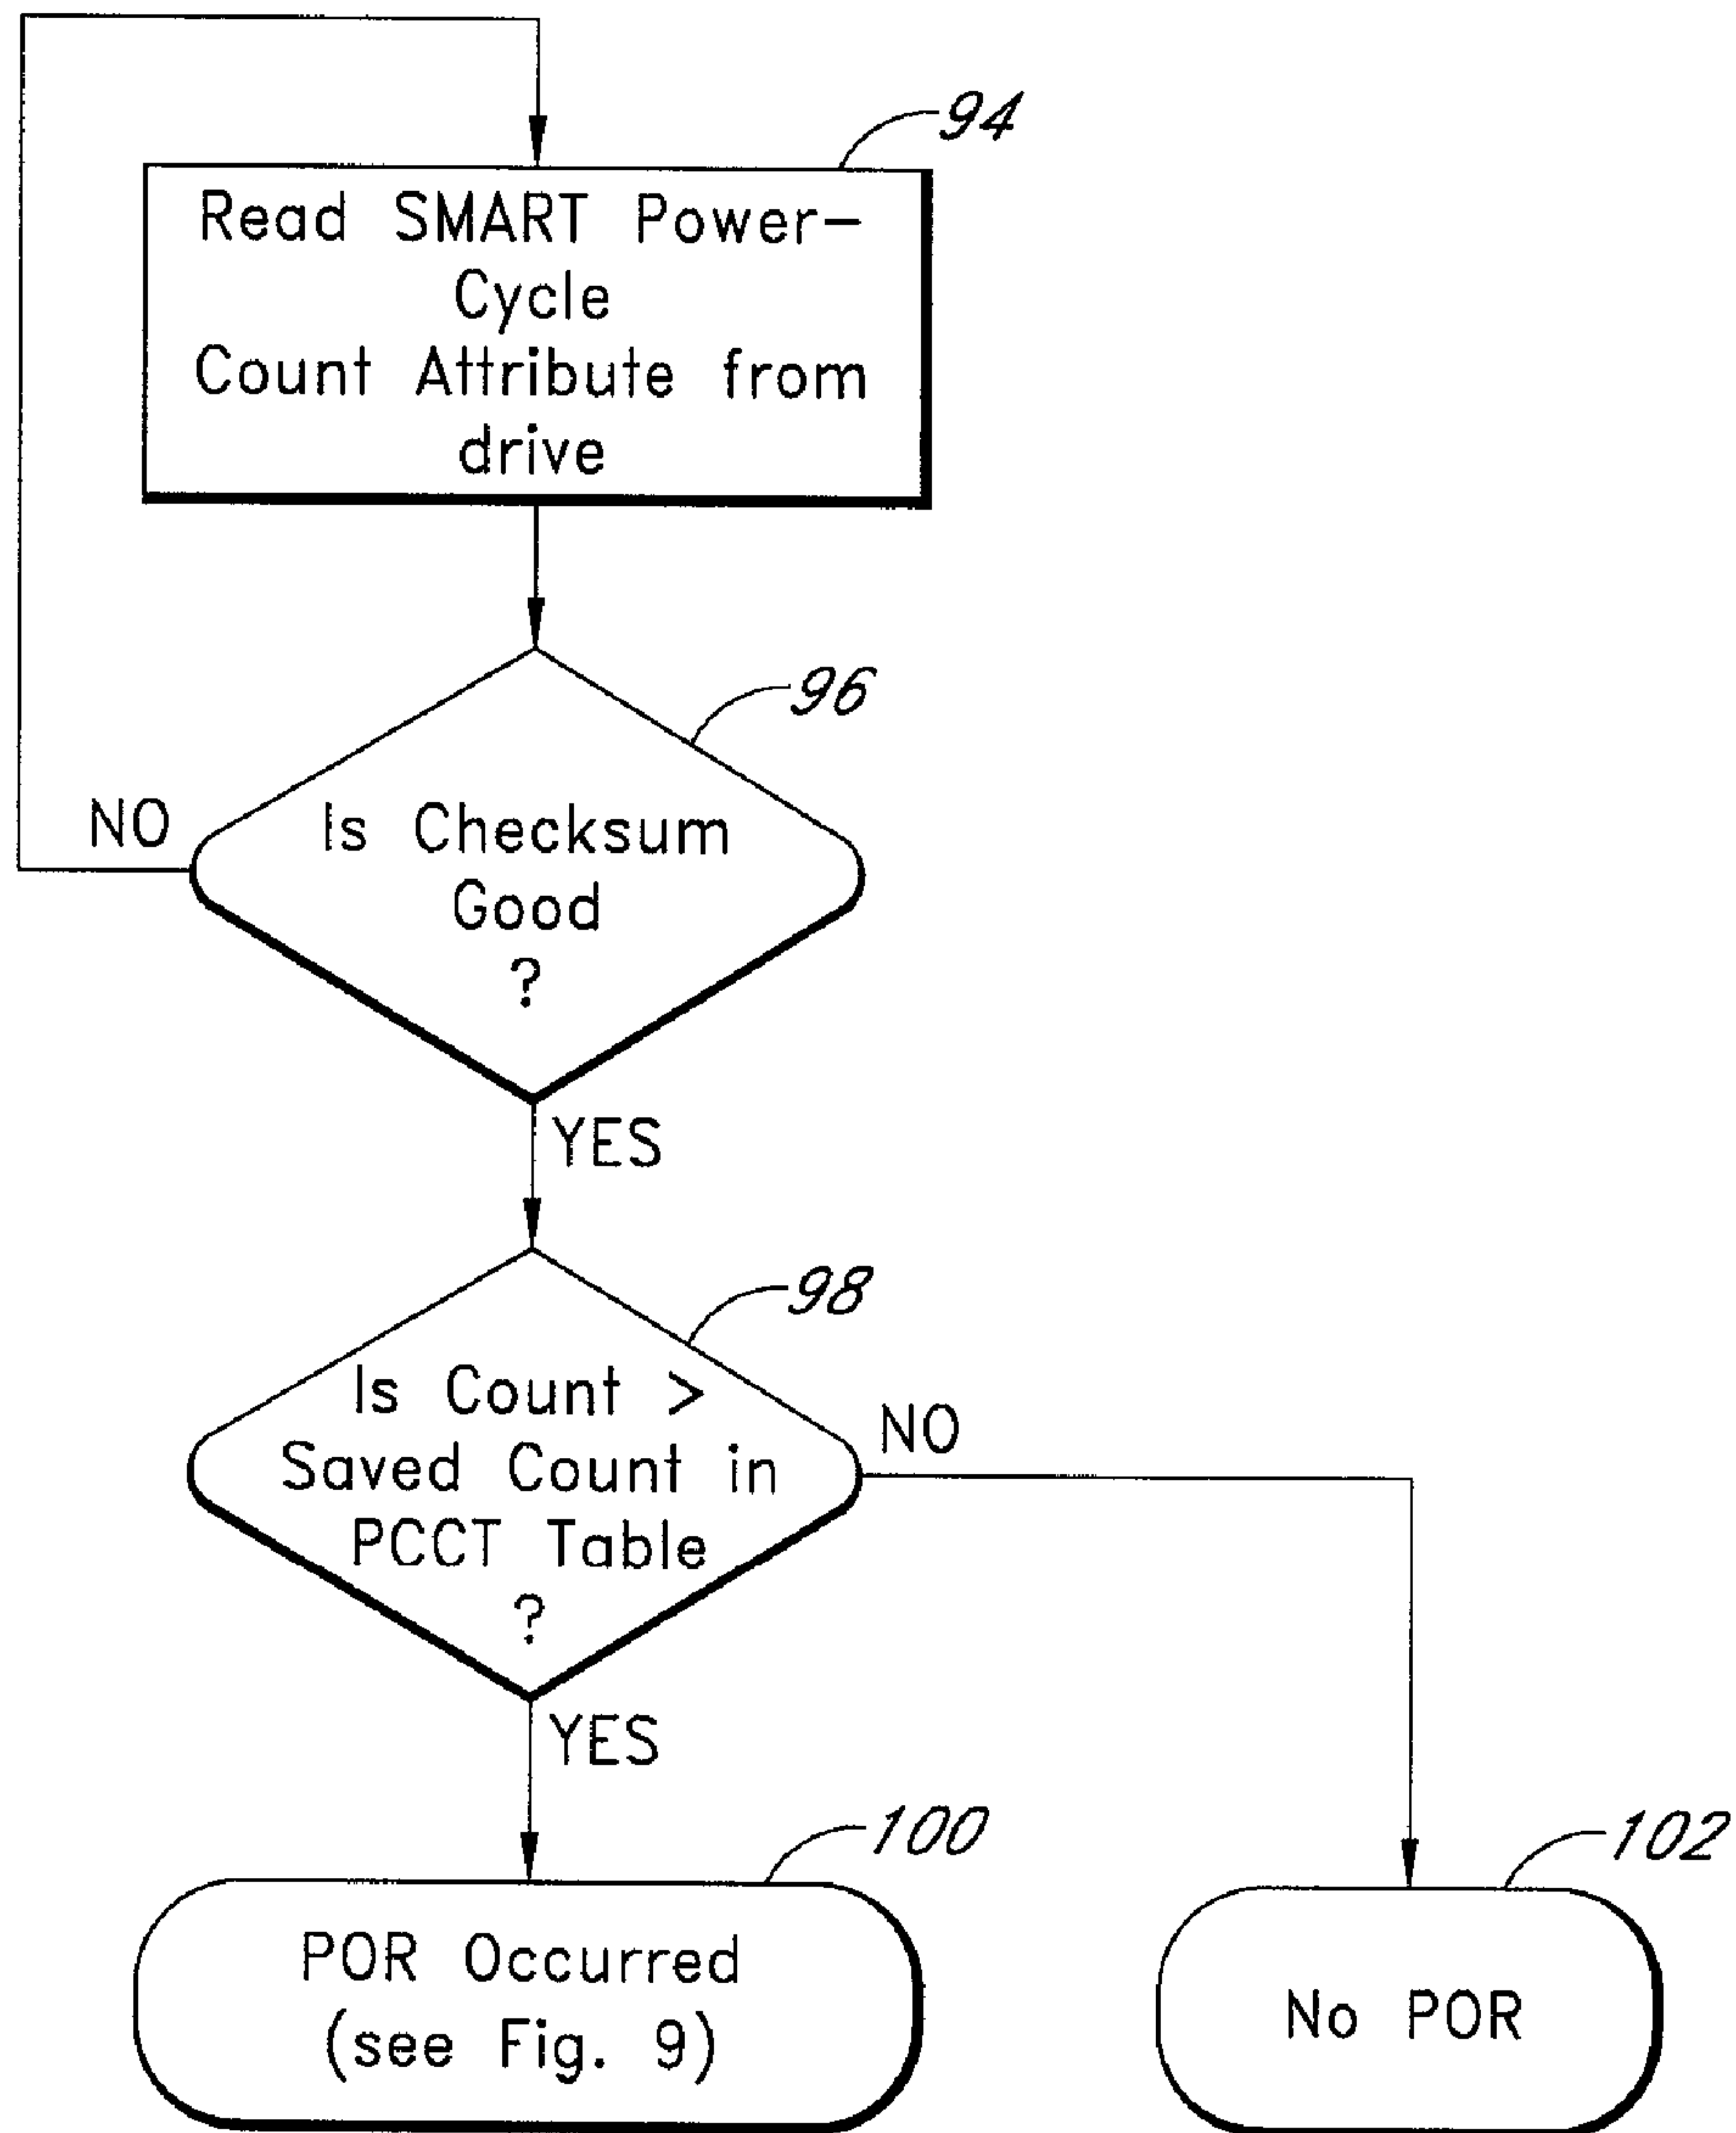 94
Read SMART Power-
Cycle
Count Attribute from
drive
96
NO
Is Checksum
Good
?
YES
98
Is Count >
Saved Count in
PCCT Table
?
NO
YES
100
POR Occurred
(see Fig. 9)
102
No POR